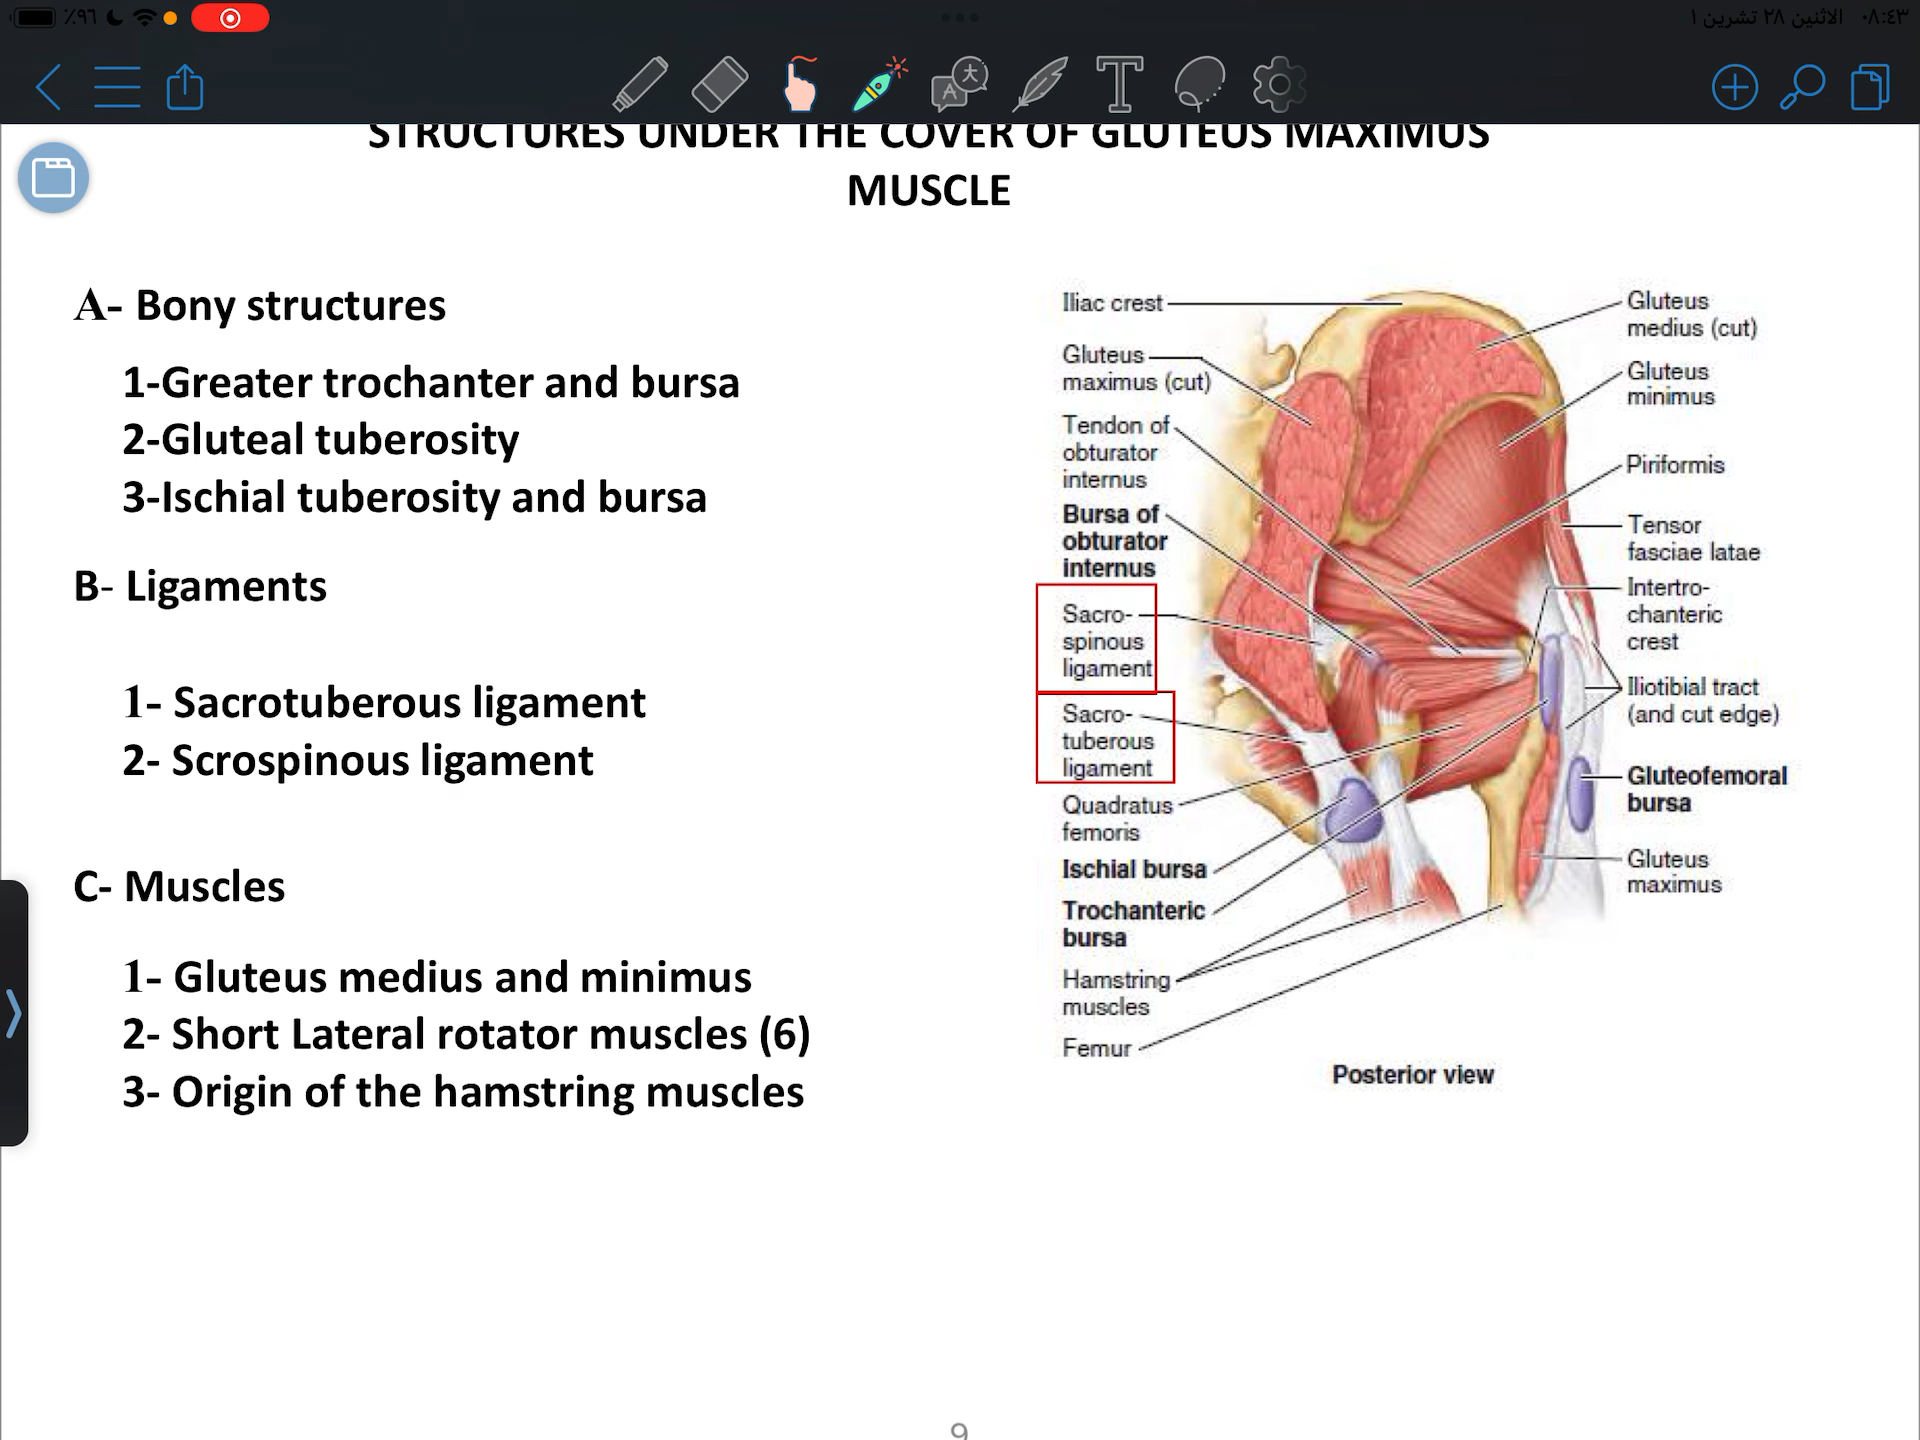 ٪٩٦
٠٨:٤٣ الاثنين ٢٨ تشرين ١
STRUCTURES UNDER THE COVER OF GLUTEUS MAXIMUS
MUSCLE
A- Bony structures
1-Greater trochanter and bursa
2-Gluteal tuberosity
3-Ischial tuberosity and bursa
B- Ligaments
1- Sacrotuberous ligament
2- Scrospinous ligament
C- Muscles
1- Gluteus medius and minimus
2- Short Lateral rotator muscles (6)
3- Origin of the hamstring muscles
Iliac crest
Gluteus
maximus (cut)
Tendon of
obturator
internus
Bursa of
obturator
internus
Sacro-
spinous
ligament
Sacro-
tuberous
ligament
Quadratus
femoris
Ischial bursa
Trochanteric
bursa
Hamstring
muscles
Femur
Gluteus
medius (cut)
Gluteus
minimus
Piriformis
Tensor
fasciae latae
Intertro-
chanteric
crest
Iliotibial tract
(and cut edge)
Gluteofemoral
bursa
Gluteus
maximus
Posterior view
9